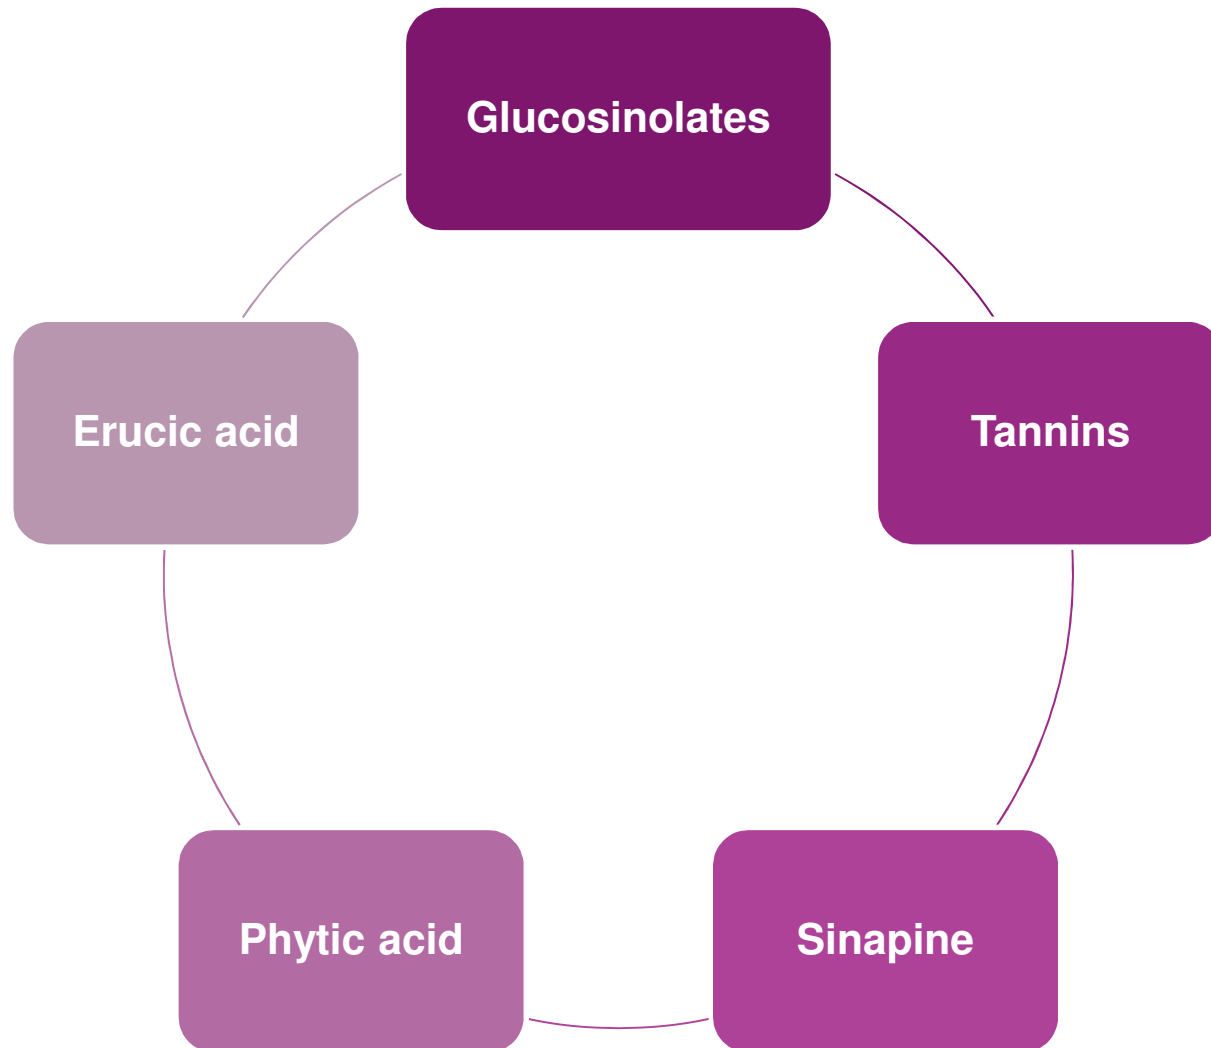 Glucosinolates
Erucic acid
Tannins
Phytic acid
Sinapine